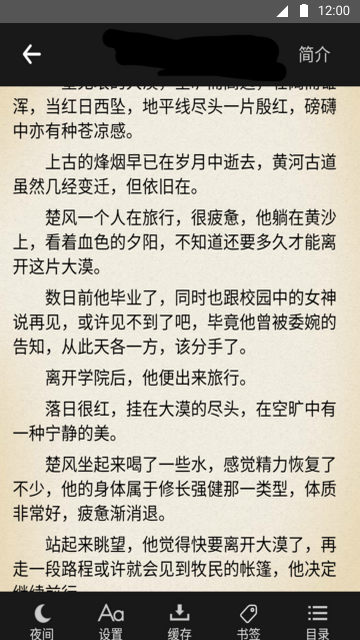 12:00
简介
浑，当红日西坠，地平线尽头一片殷红，磅礴
中亦有种苍凉感。
上古的烽烟早已在岁月中逝去，黄河古道
虽然几经变迁，但依旧在。
楚风一个人在旅行，很疲惫，他躺在黄沙
上，看着血色的夕阳，不知道还要多久才能离
开这片大漠。
数日前他毕业了，同时也跟校园中的女神
说再见，或许见不到了吧，毕竟他曾被委婉的
告知，从此天各一方，该分手了。
离开学院后，他便出来旅行。
落日很红，挂在大漠的尽头，在空旷中有
一种宁静的美。
楚风坐起来喝了一些水，感觉精力恢复了
不少，他的身体属于修长强健那一类型，体质
非常好，疲惫渐消退。
站起来眺望，他觉得快要离开大漠了，再
走一段路程或许就会见到牧民的帐篷，他决定
继续前行
夜间 设置 缓存 书签 目录